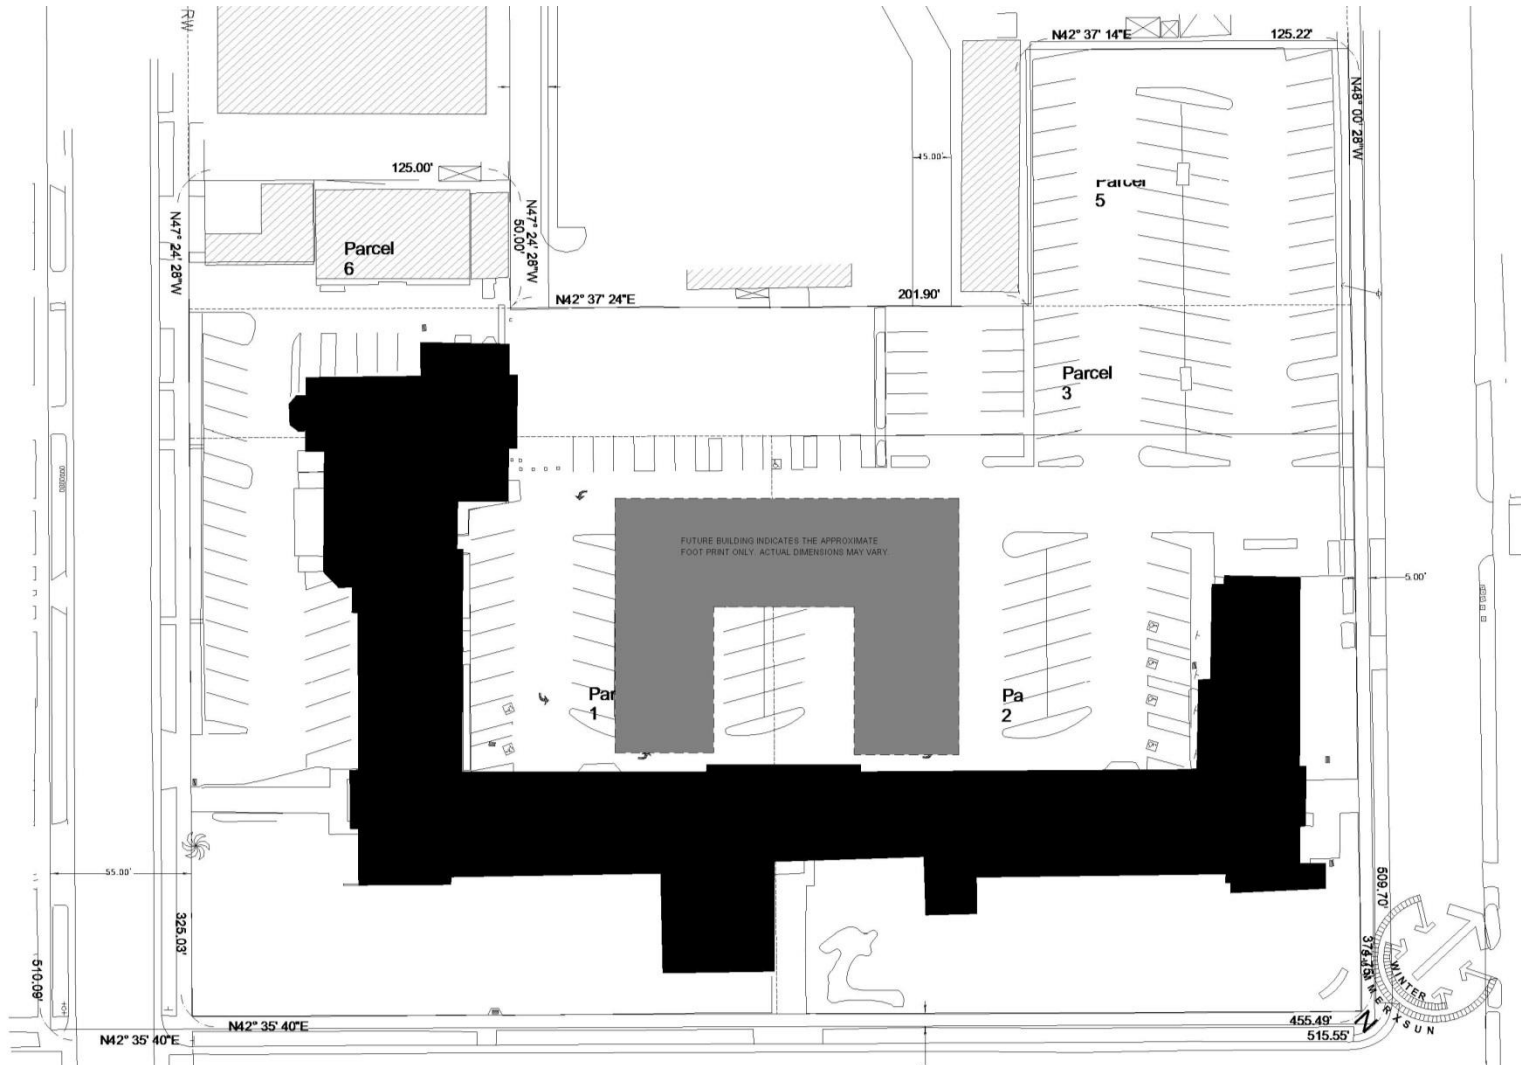 RW
N42° 37' 14"E
125.22'
N48° 00' 28"W
125.00'
15.00'
Parcel
5
N47° 24' 28"W
N47° 24' 28"W
50.00'
Parcel
6
N42° 37' 24"E
201.90'
Parcel
3
FUTURE BUILDING INDICATES THE APPROXIMATE
FOOT PRINT ONLY. ACTUAL DIMENSIONS MAY VARY.
5.00'
Par
1
Pa
2
55.00'
325.03'
510.09'
509.70'
374.75'
WINTER
SUN
N
N42° 35' 40"E
455.49'
N42° 35' 40"E
515.55'